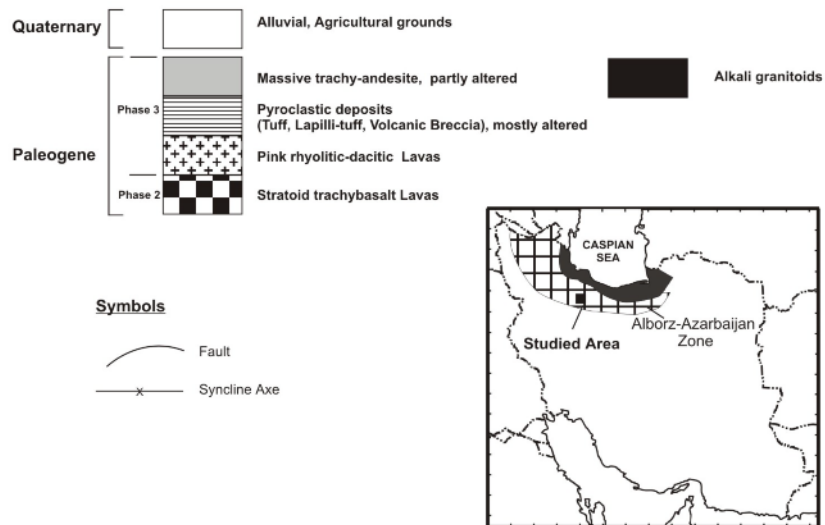 Quaternary
Alluvial, Agricultural grounds
Massive trachy-andesite, partly altered
Alkali granitoids
Phase 3
Pyroclastic deposits
(Tuff, Lapilli-tuff, Volcanic Breccia), mostly altered
Paleogene
Pink rhyolitic-dacitic Lavas
Phase 2
Stratoid trachybasalt Lavas
CASPIAN
SEA
Alborz-Azarbaijan
Zone
Studied Area
Symbols
Fault
x
Syncline Axe